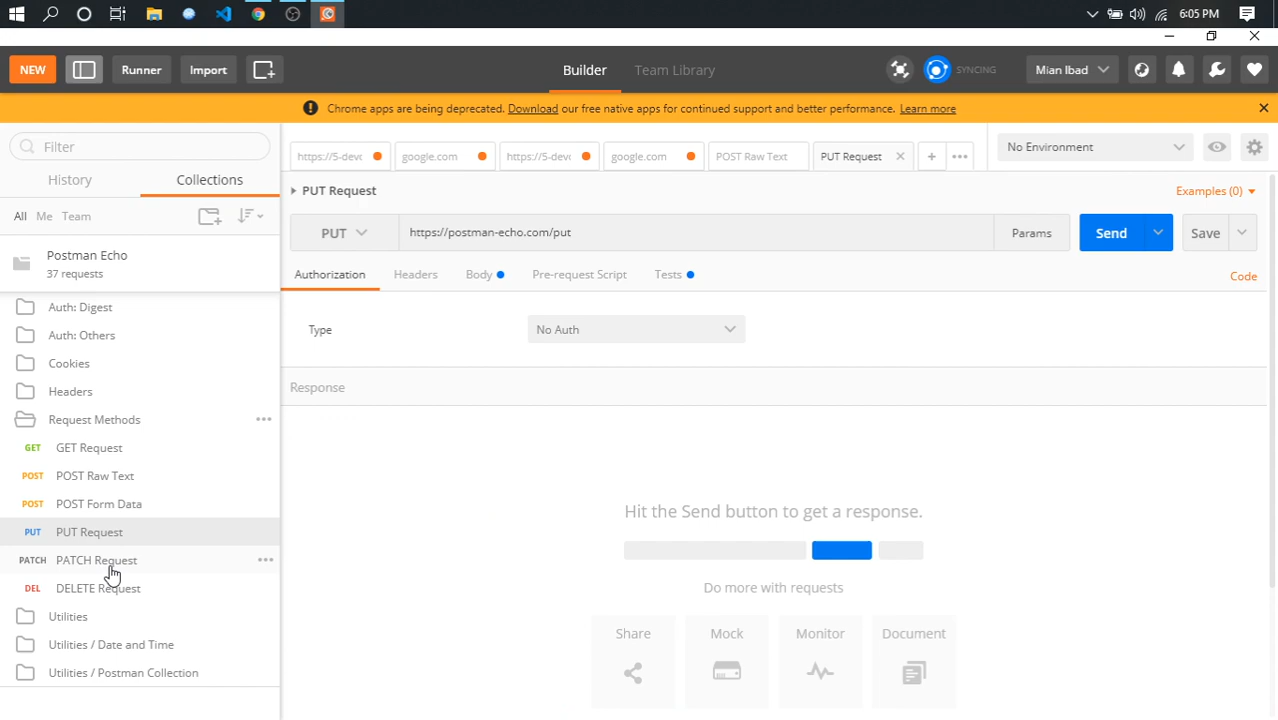 6:05 PM
NEW
Runner
Import
Builder
Team Library
SYNCING
Mian Ibad
Chrome apps are being deprecated. Download our free native apps for continued support and better performance. Learn more
Filter
History
Collections
All Me Team
Postman Echo
37 requests
Auth: Digest
Auth: Others
Cookies
Headers
Request Methods
GET GET Request
POST POST Raw Text
POST POST Form Data
PUT PUT Request
PATCH PATCH Request
DEL DELETE Request
Utilities
Utilities / Date and Time
Utilities / Postman Collection
https://5-devo
google.com
https://5-devo
google.com
POST Raw Text
PUT Request
No Environment
PUT Request
Examples (0)
PUT
https://postman-echo.com/put
Params
Send
Save
Authorization
Headers
Body
Pre-request Script
Tests
Code
Type
No Auth
Response
Hit the Send button to get a response.
Do more with requests
Share
Mock
Monitor
Document